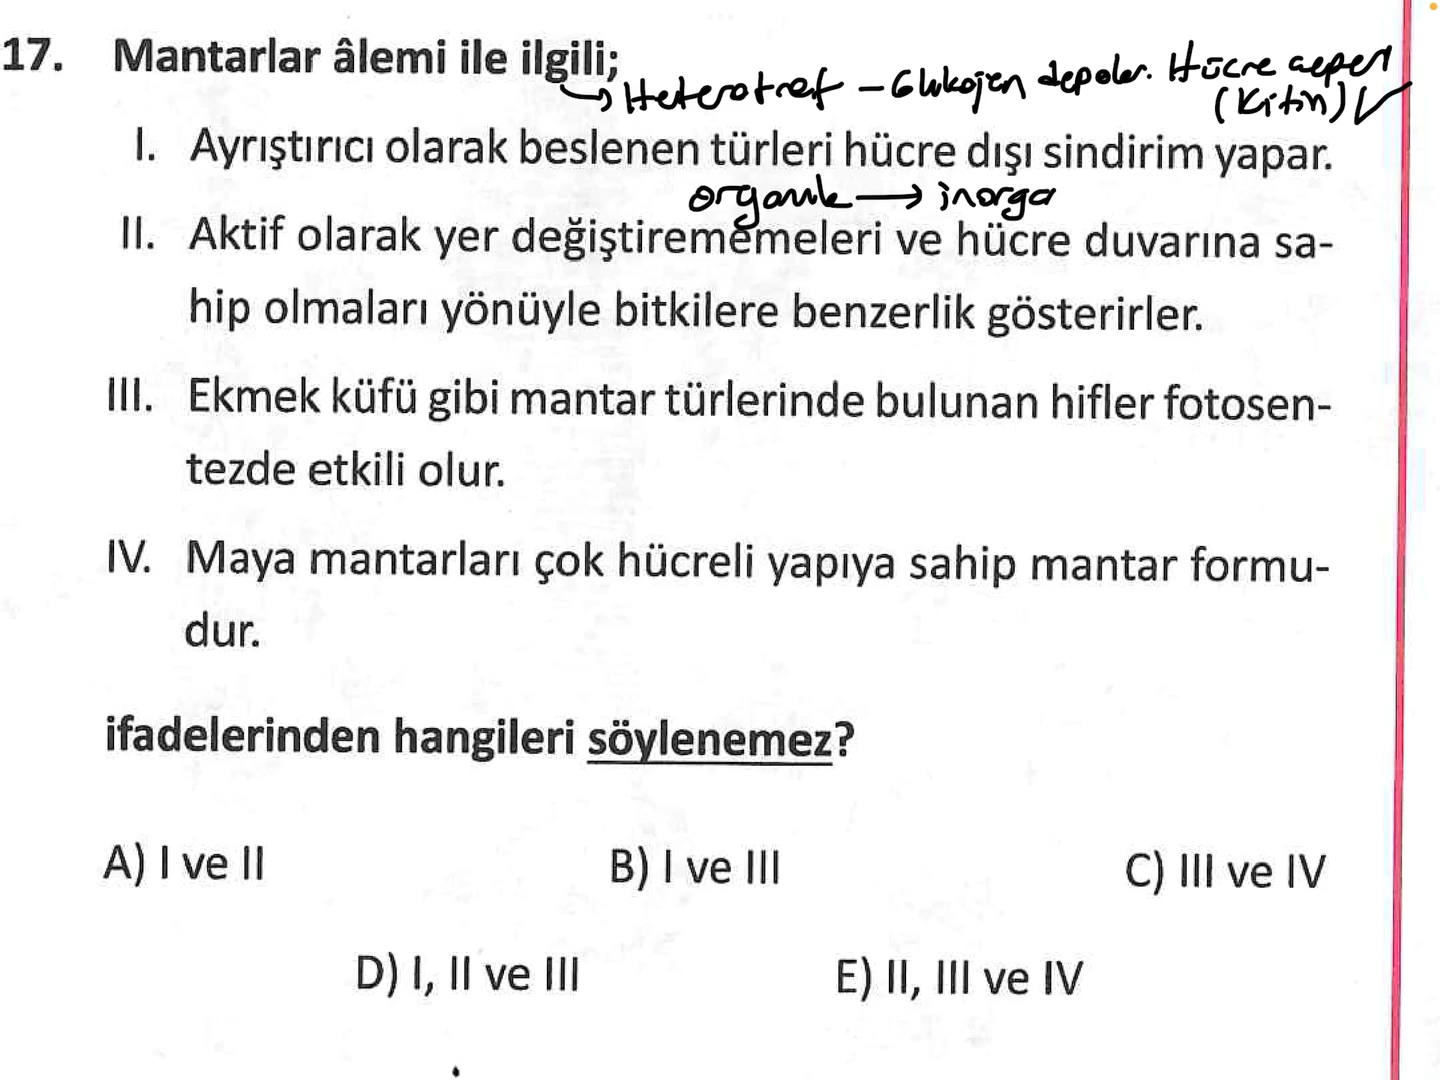 17. Mantarlar âlemi ile ilgili;
Heterotrof - Glukojen depolar. Hücre çeperi
(Kitin)
I. Ayrıştırıcı olarak beslenen türleri hücre dışı sindirim yapar.
organik → inorga
II. Aktif olarak yer değiştirememeleri ve hücre duvarına sa-
hip olmaları yönüyle bitkilere benzerlik gösterirler.
III. Ekmek küfü gibi mantar türlerinde bulunan hifler fotosen-
tezde etkili olur.
IV. Maya mantarları çok hücreli yapıya sahip mantar formu-
dur.
ifadelerinden hangileri söylenemez?
A) I ve II B) I ve III C) III ve IV
D) I, II ve III E) II, III ve IV